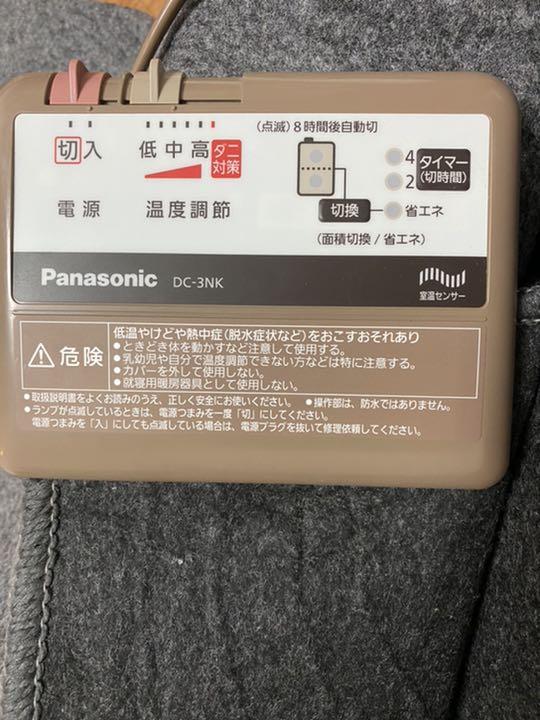 (点滅)8時間後自動切
切入
低中高
ダニ
対策
4
2
タイマー
(切時間)
切換
省エネ
電源
温度調節
(面積切換/省エネ)
Panasonic DC-3NK
室温センサー
危険
低温やけどや熱中症(脱水症状など)をおこすおそれあり
●ときどき体を動かすなど注意して使用する。
●乳幼児や自分で温度調節できない方などは特に注意する。
●カバーを外して使用しない。
●就寝用暖房器具として使用しない。
●取扱説明書をよくお読みのうえ、正しく安全にお使いください。 ●操作部は、防水ではありません。
●ランプが点滅しているときは、電源つまみを一度「切」にしてください。
電源つまみを「入」にしても点滅している場合は、電源プラグを抜いて修理依頼してください。